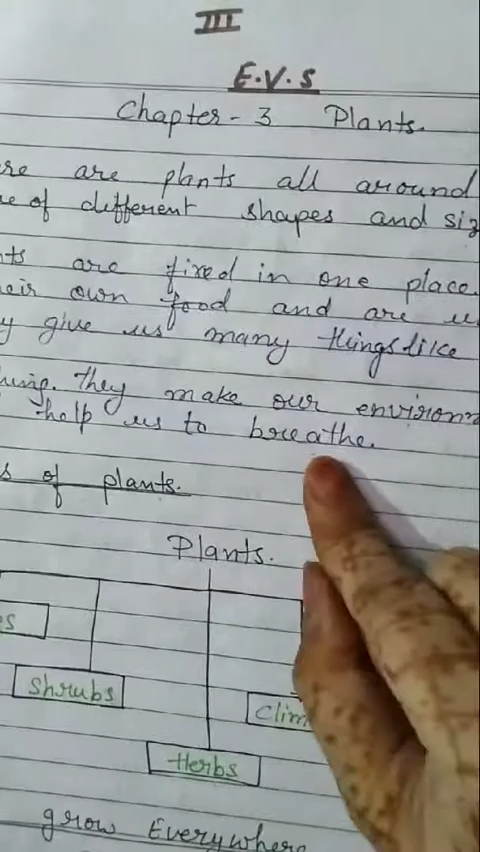 III
E.V.S
Chapter - 3 Plants.
are plants all around
of different shapes and
are fixed in one place.
own food and are
give us many things like
They make our
help us to breathe.
of plants.
Plants.
Shrubs
Herbs
grow Everywhere